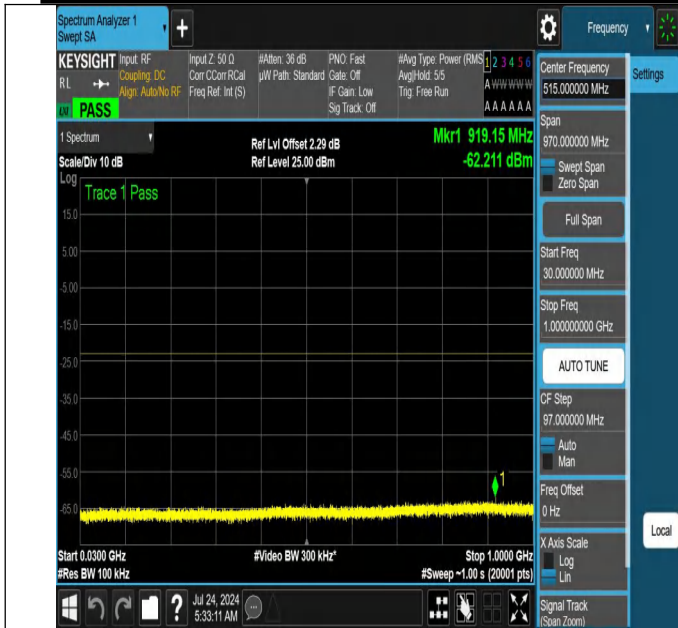 Spectrum Analyzer 1
Swept SA
+
Frequency
KEYSIGHT
RL
PASS
Input: RF
Coupling: DC
Align: Auto/No RF
Input Z: 50 Ω
Corr CCorr RCal
Freq Ref: Int (S)
#Atten: 36 dB
µW Path: Standard
PNO: Fast
Gate: Off
IF Gain: Low
Sig Track: Off
#Avg Type: Power (RMS
Avg|Hold: 5/5
Trig: Free Run
1 2 3 4 5 6
A W W W W W
A A A A A A
1 Spectrum
Scale/Div 10 dB
Log
Ref Lvl Offset 2.29 dB
Ref Level 25.00 dBm
Mkr1 919.15 MHz
-62.211 dBm
Trace 1 Pass
15.0
5.00
-5.00
-15.0
-25.0
-35.0
-45.0
-55.0
-65.0
1
Start 0.0300 GHz
#Res BW 100 kHz
#Video BW 300 kHz*
Stop 1.0000 GHz
#Sweep ~1.00 s (20001 pts)
?
Jul 24, 2024
5:33:11 AM
Center Frequency
515.000000 MHz
Span
970.000000 MHz
Swept Span
Zero Span
Full Span
Start Freq
30.000000 MHz
Stop Freq
1.000000000 GHz
AUTO TUNE
CF Step
97.000000 MHz
Auto
Man
Freq Offset
0 Hz
X Axis Scale
Log
Lin
Signal Track
(Span Zoom)
Settings
Local